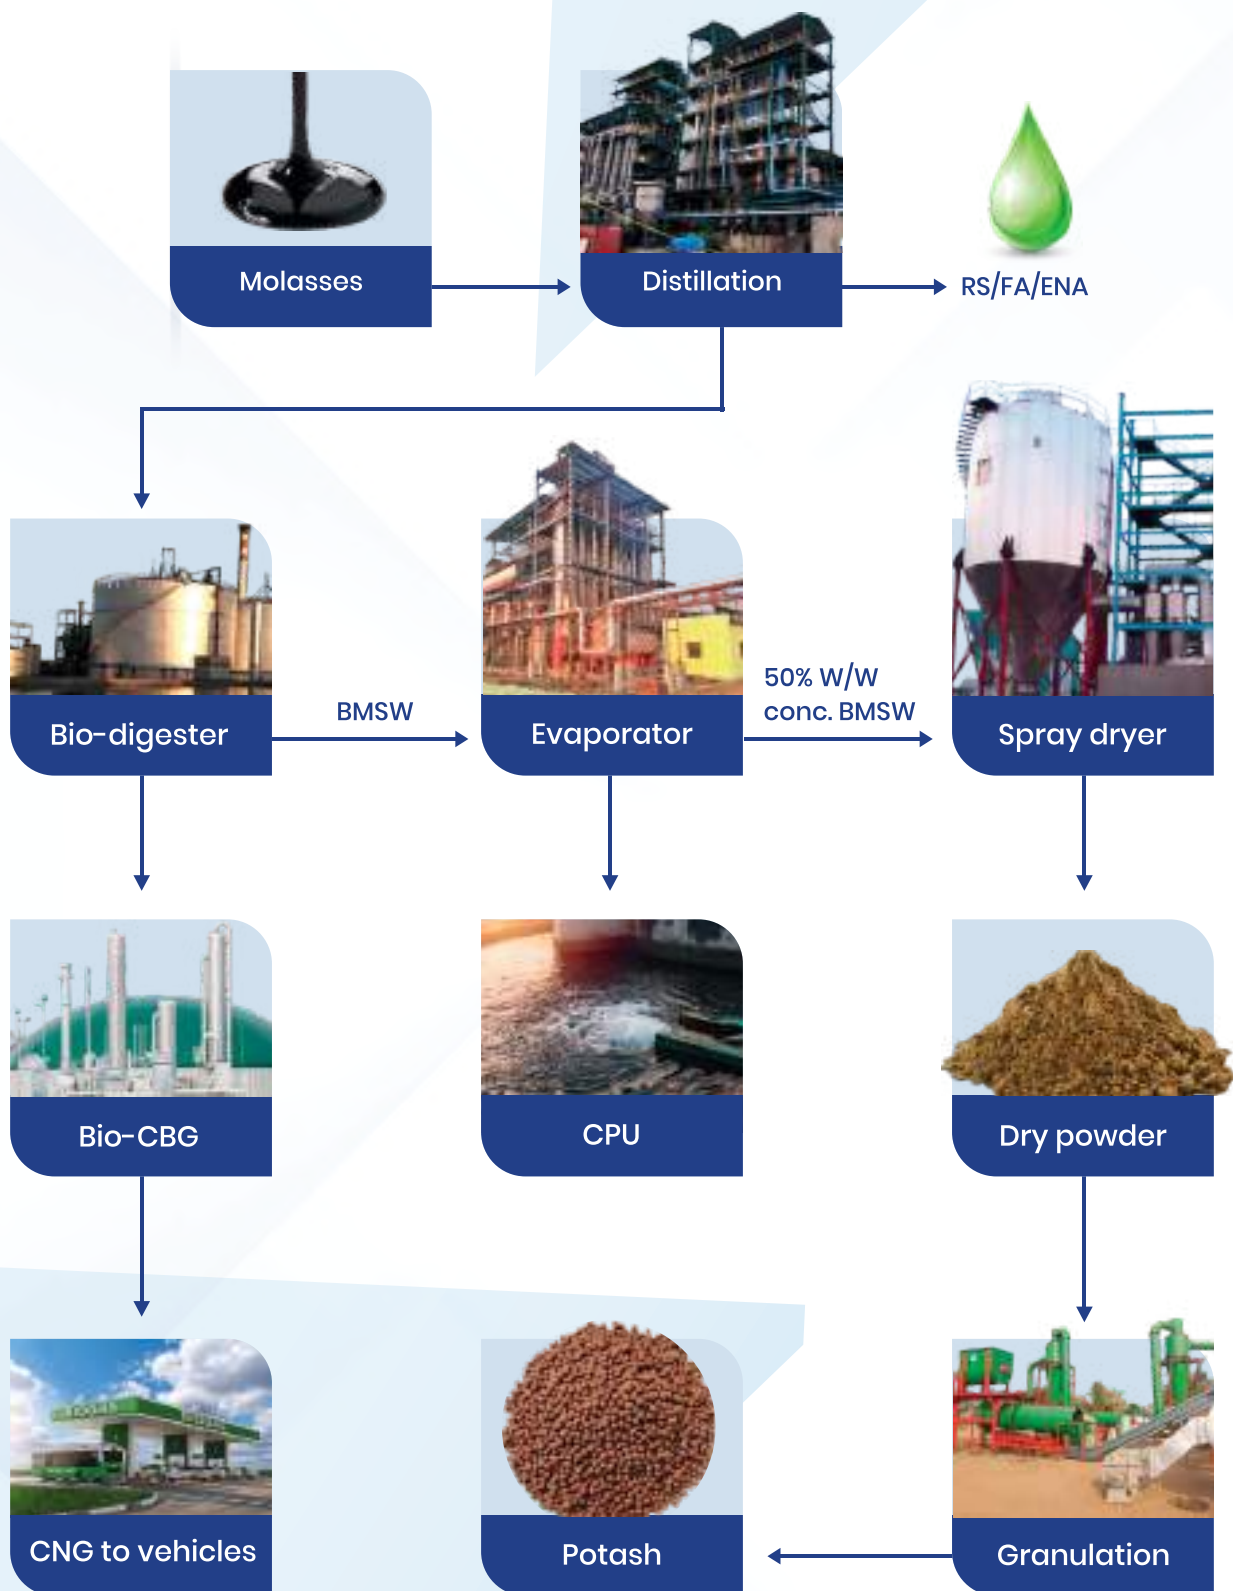 Molasses
Distillation
RS/FA/ENA
Bio-digester
BMSW
Evaporator
50% W/W
conc. BMSW
Spray dryer
Bio-CBG
CPU
Dry powder
CNG to vehicles
Potash
Granulation